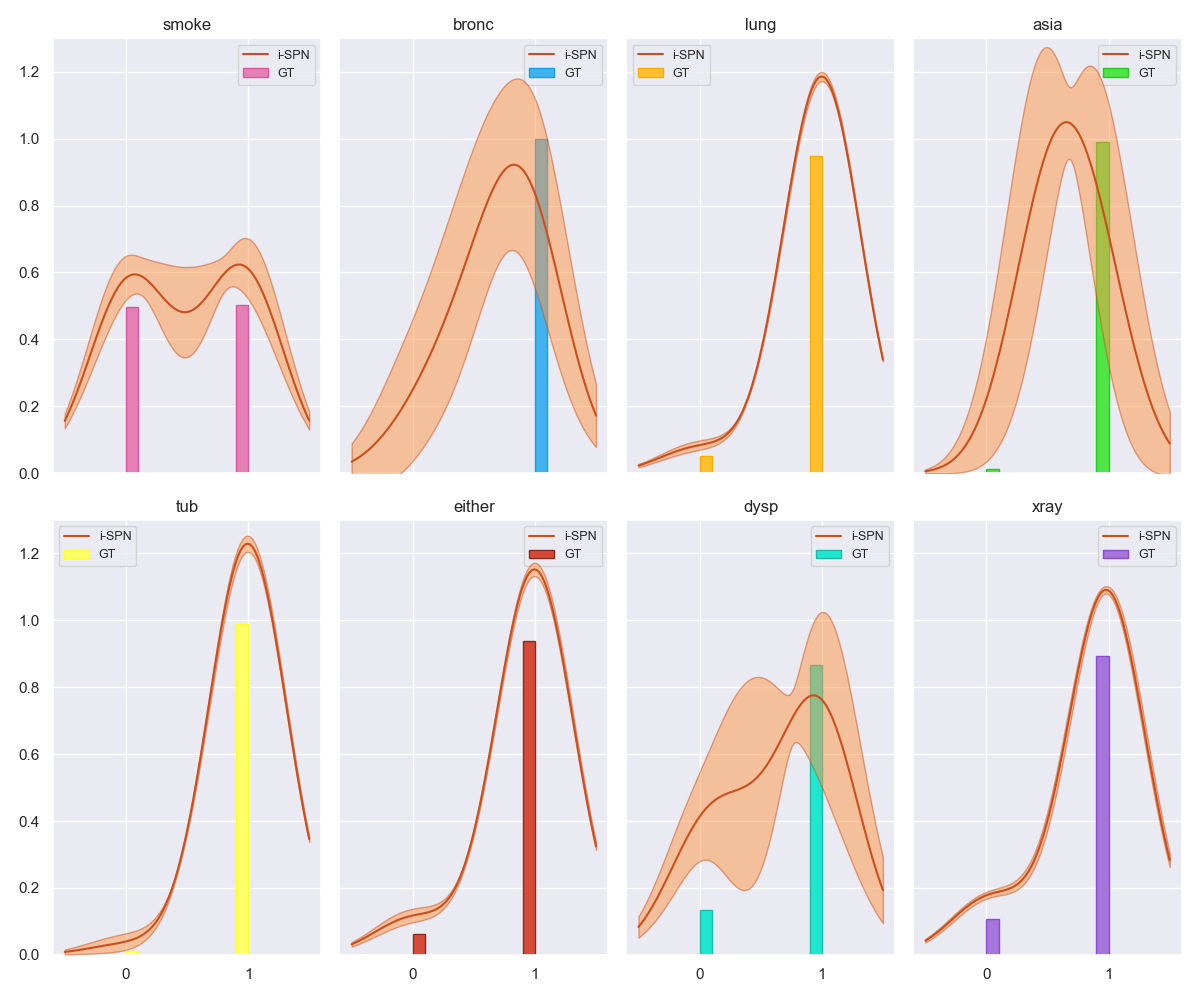 smoke
bronc
lung
asia
i-SPN
GT
i-SPN
GT
i-SPN
GT
i-SPN
GT
1.2
1.0
0.8
0.6
0.4
0.2
0.0
tub
either
dysp
xray
i-SPN
GT
i-SPN
GT
i-SPN
GT
i-SPN
GT
1.2
1.0
0.8
0.6
0.4
0.2
0.0
0 1
0 1
0 1
0 1